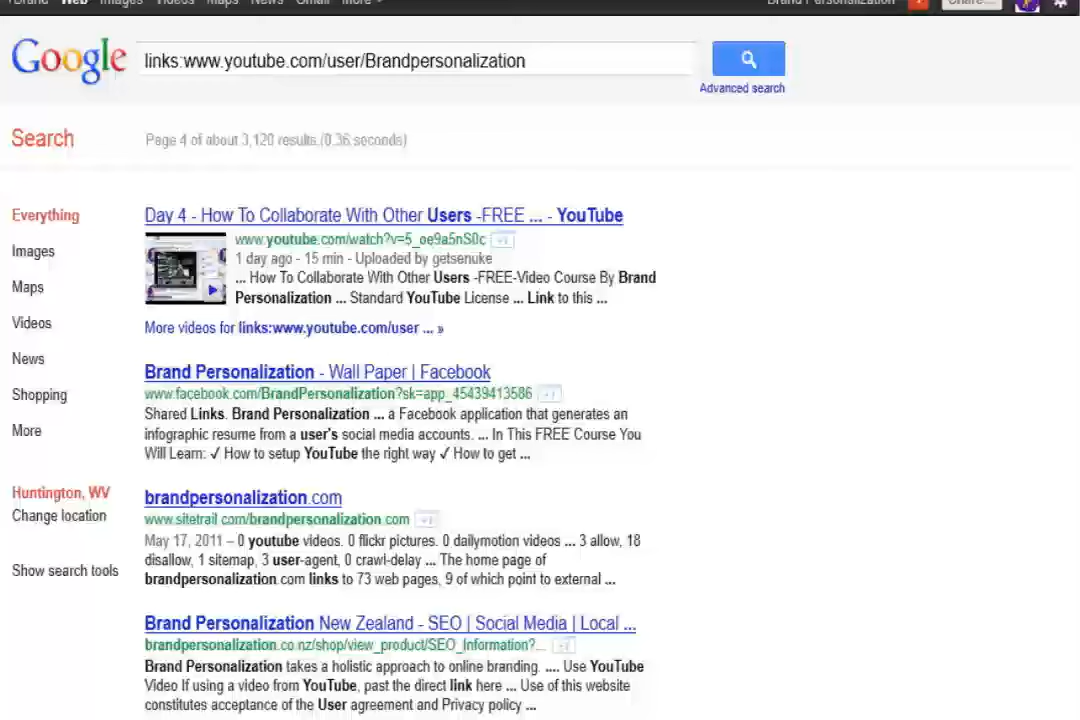 Brand Web Images Videos Maps News Gmail More Brand Personalization Share...
Google
links:www.youtube.com/user/Brandpersonalization
Advanced search
Search
Page 4 of about 3,120 results (0.36 seconds)
Everything
Images
Maps
Videos
News
Shopping
More
Huntington, WV
Change location
Show search tools
Day 4 - How To Collaborate With Other Users -FREE ... - YouTube
www.youtube.com/watch?v=5_oe9a5nS0c +1
1 day ago - 15 min - Uploaded by getsenuke
... How To Collaborate With Other Users -FREE-Video Course By Brand
Personalization ... Standard YouTube License ... Link to this ...
More videos for links:www.youtube.com/user ... »
Brand Personalization - Wall Paper | Facebook
www.facebook.com/BrandPersonalization?sk=app_45439413586 +1
Shared Links. Brand Personalization ... a Facebook application that generates an
infographic resume from a user's social media accounts. ... In This FREE Course You
Will Learn: ✓ How to setup YouTube the right way ✓ How to get ...
brandpersonalization.com
www.sitetrail.com/brandpersonalization.com +1
May 17, 2011 – 0 youtube videos. 0 flickr pictures. 0 dailymotion videos ... 3 allow, 18
disallow, 1 sitemap, 3 user-agent, 0 crawl-delay ... The home page of
brandpersonalization.com links to 73 web pages, 9 of which point to external ...
Brand Personalization New Zealand - SEO | Social Media | Local ...
brandpersonalization.co.nz/shop/view_product/SEO_Information?... +1
Brand Personalization takes a holistic approach to online branding. .... Use YouTube
Video If using a video from YouTube, past the direct link here ... Use of this website
constitutes acceptance of the User agreement and Privacy policy ...